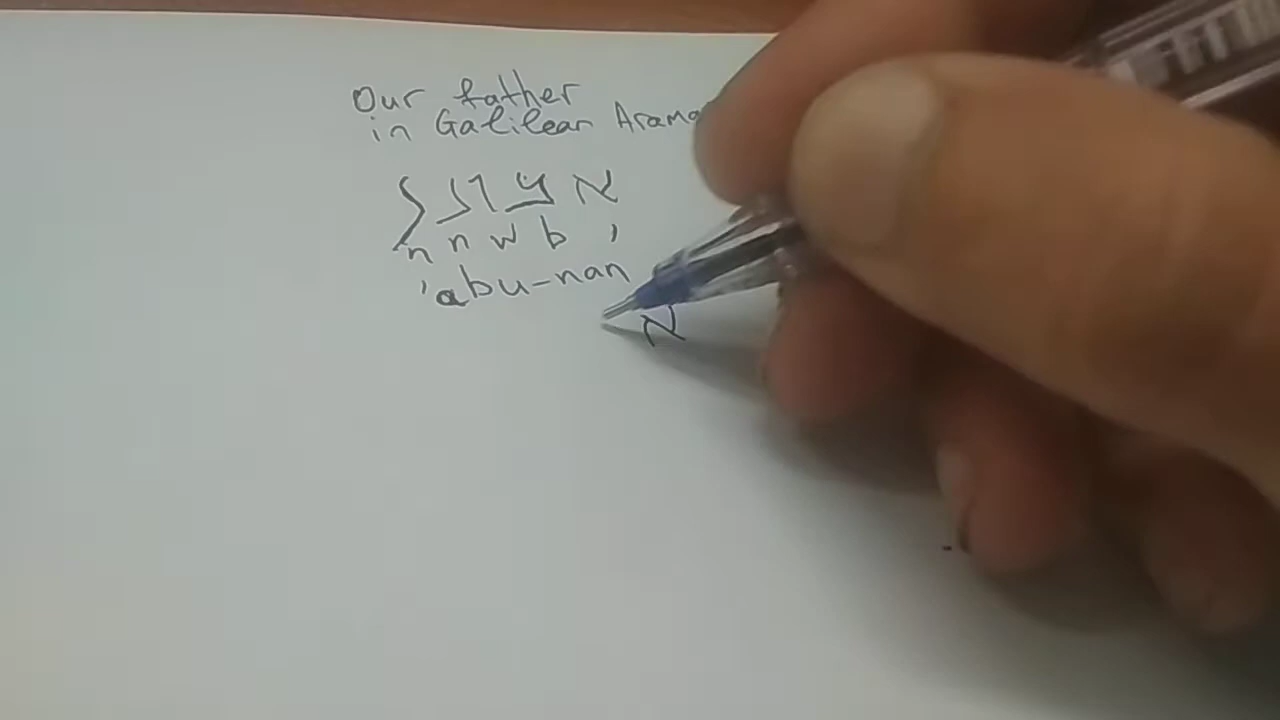 Our father
in Galilean Arama
אבונן
n n w b ,
'abu-nan
א